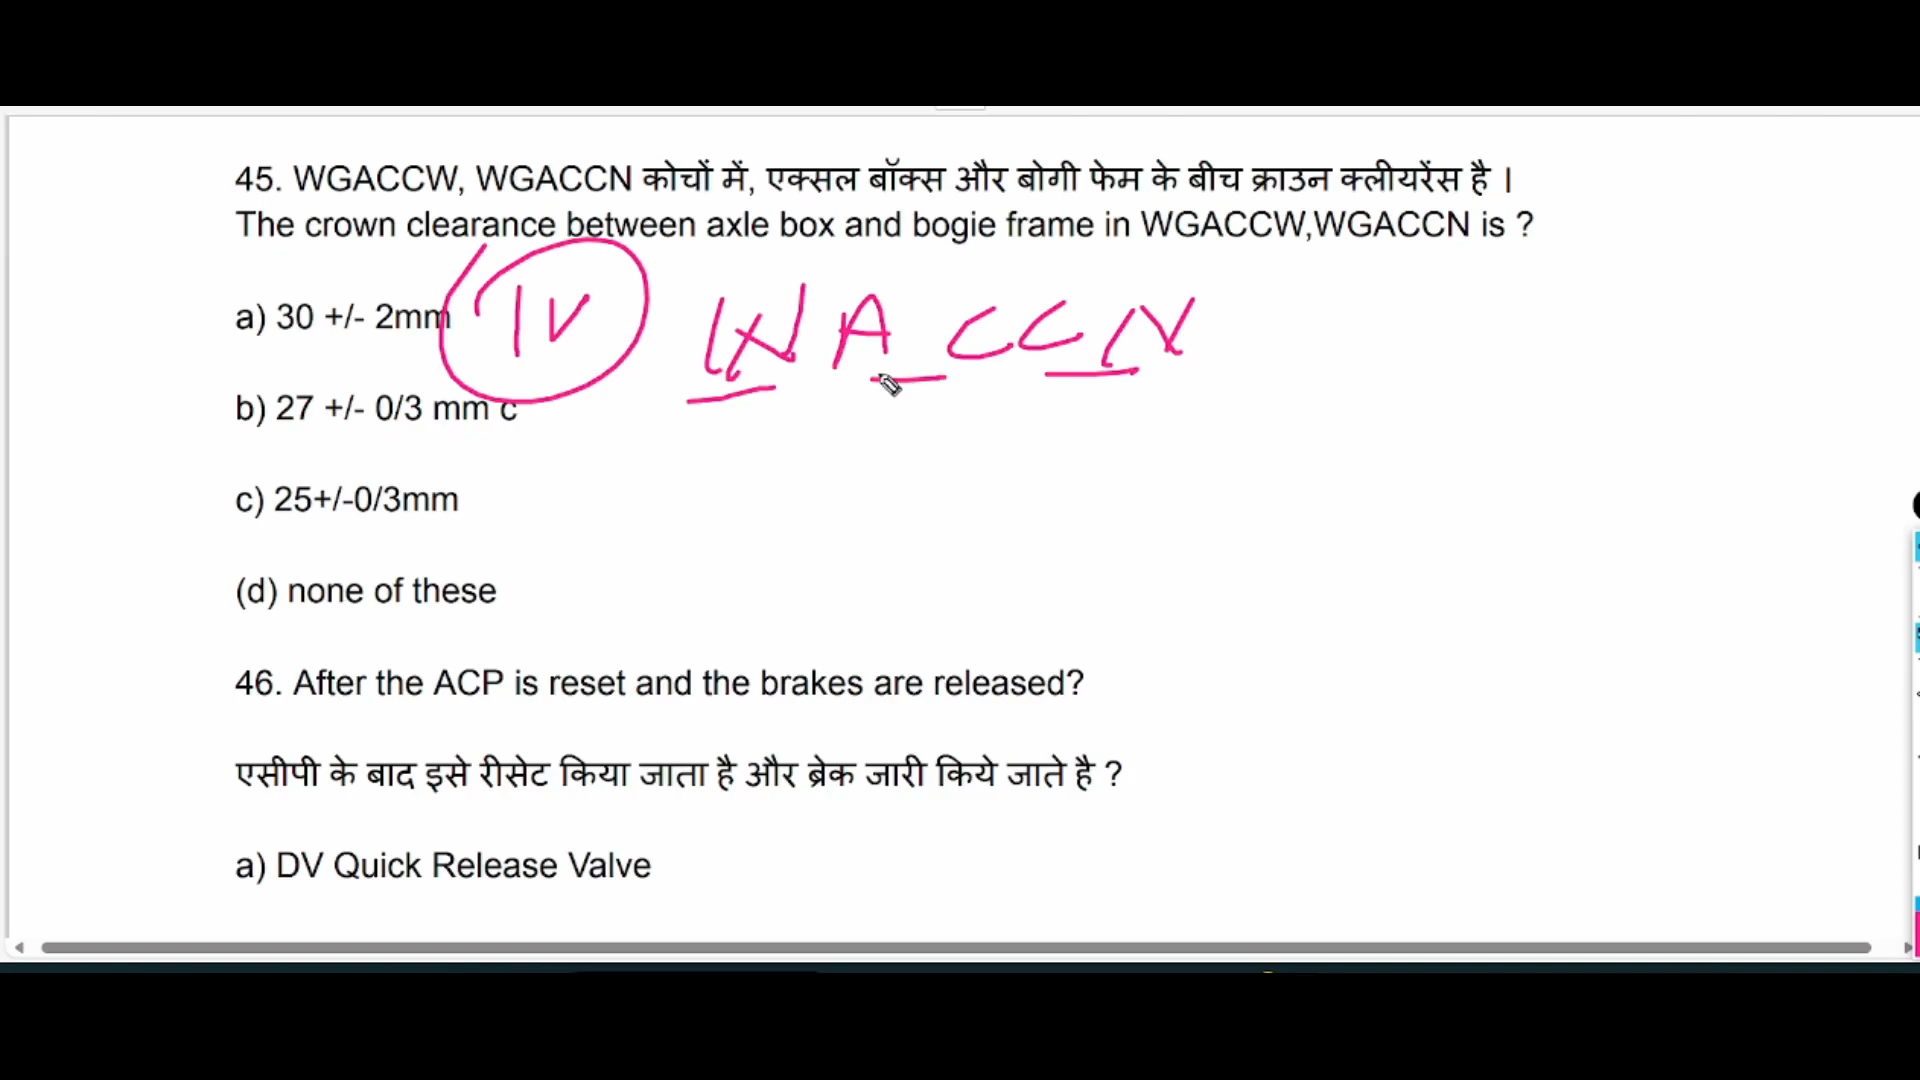 45. WGACCW, WGACCN कोचों में, एक्सल बॉक्स और बोगी फेम के बीच क्राउन क्लीयरेंस है ।
The crown clearance between axle box and bogie frame in WGACCW,WGACCN is ?
a) 30 +/- 2mm
IV WACCN
b) 27 +/- 0/3 mm c
c) 25+/-0/3mm
(d) none of these
46. After the ACP is reset and the brakes are released?
एसीपी के बाद इसे रीसेट किया जाता है और ब्रेक जारी किये जाते है ?
a) DV Quick Release Valve